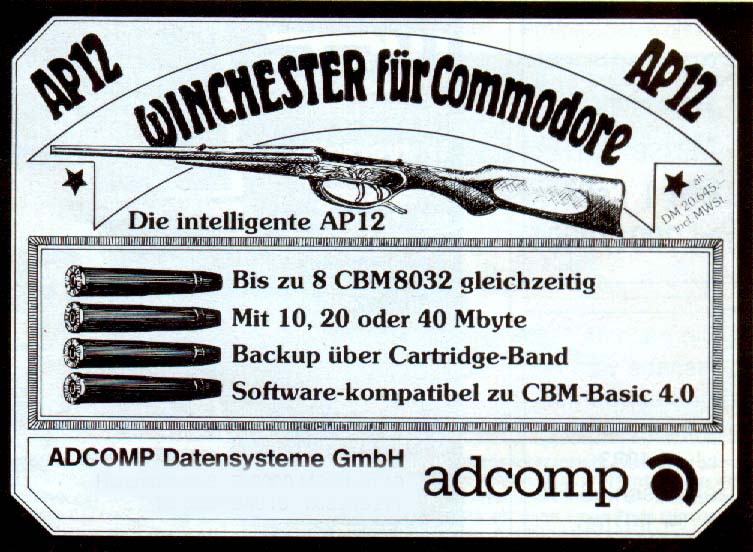 AP12
WINCHESTER für Commodore
AP12
ab
DM 20.645.-
incl. MWSt.
Die intelligente AP12
Bis zu 8 CBM8032 gleichzeitig
Mit 10, 20 oder 40 Mbyte
Backup über Cartridge-Band
Software-kompatibel zu CBM-Basic 4.0
ADCOMP Datensysteme GmbH
adcomp